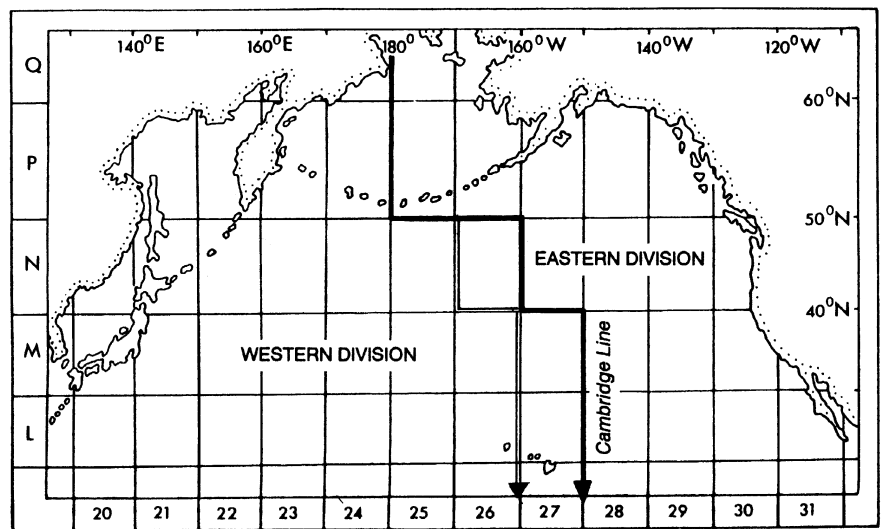 140°E 160°E 180° 160°W 140°W 120°W
Q
60°N
P
50°N
N
EASTERN DIVISION
40°N
M
WESTERN DIVISION
Cambridge Line
L
20 21 22 23 24 25 26 27 28 29 30 31